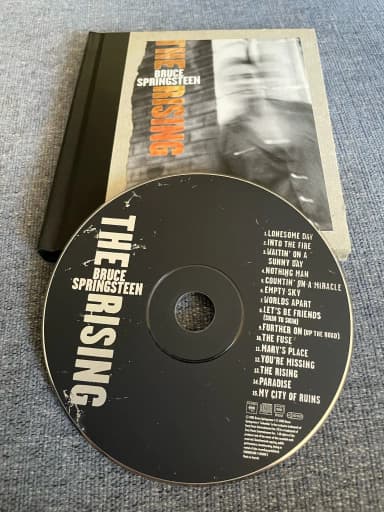 THE RISING
BRUCE
SPRINGSTEEN
THE RISING
BRUCE
SPRINGSTEEN
1. LONESOME DAY
2. INTO THE FIRE
3. WAITIN' ON A
SUNNY DAY
4. NOTHING MAN
5. COUNTIN' ON A MIRACLE
6. EMPTY SKY
7. WORLDS APART
8. LET'S BE FRIENDS
(SKIN TO SKIN)
9. FURTHER ON (UP THE ROAD)
10. THE FUSE
11. MARY'S PLACE
12. YOU'RE MISSING
13. THE RISING
14. PARADISE
15. MY CITY OF RUINS